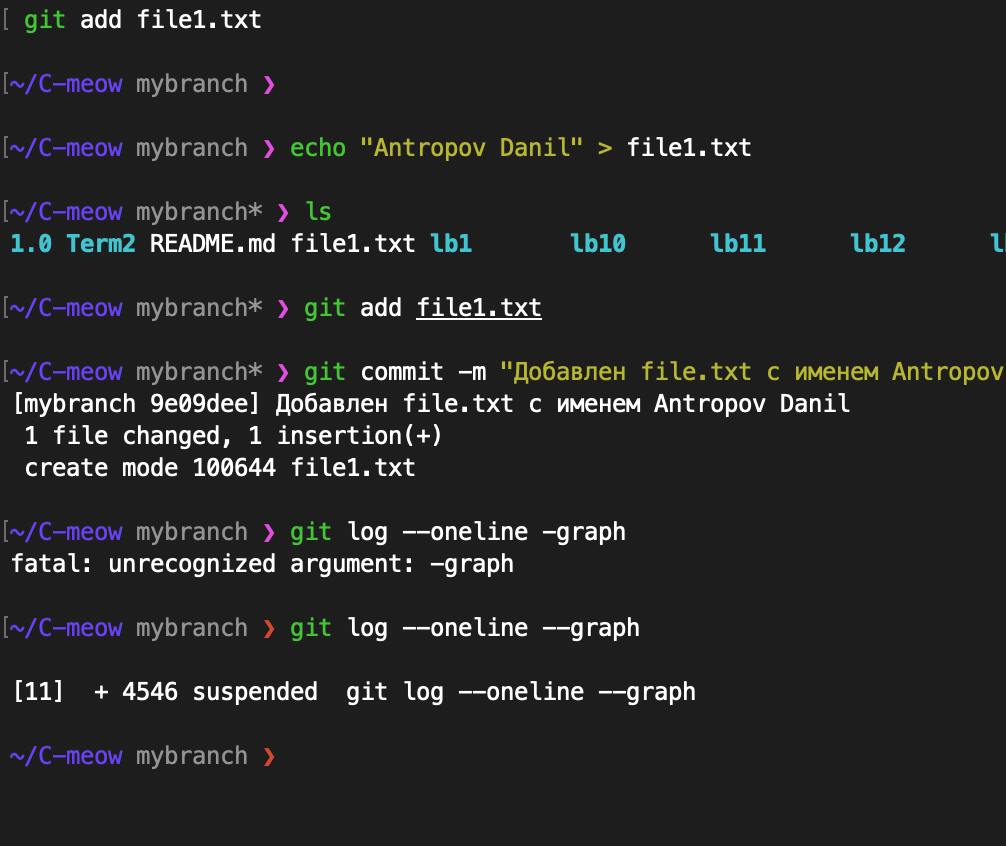 [ git add file1.txt
[~/C-meow mybranch ❯
[~/C-meow mybranch ❯ echo "Antropov Danil" > file1.txt
[~/C-meow mybranch* ❯ ls
1.0 Term2 README.md file1.txt lb1 lb10 lb11 lb12
[~/C-meow mybranch* ❯ git add file1.txt
[~/C-meow mybranch* ❯ git commit -m "Добавлен file.txt с именем Antropov
[mybranch 9e09dee] Добавлен file.txt с именем Antropov Danil
1 file changed, 1 insertion(+)
create mode 100644 file1.txt
[~/C-meow mybranch ❯ git log --oneline -graph
fatal: unrecognized argument: -graph
[~/C-meow mybranch ❯ git log --oneline --graph
[11] + 4546 suspended git log --oneline --graph
~/C-meow mybranch ❯